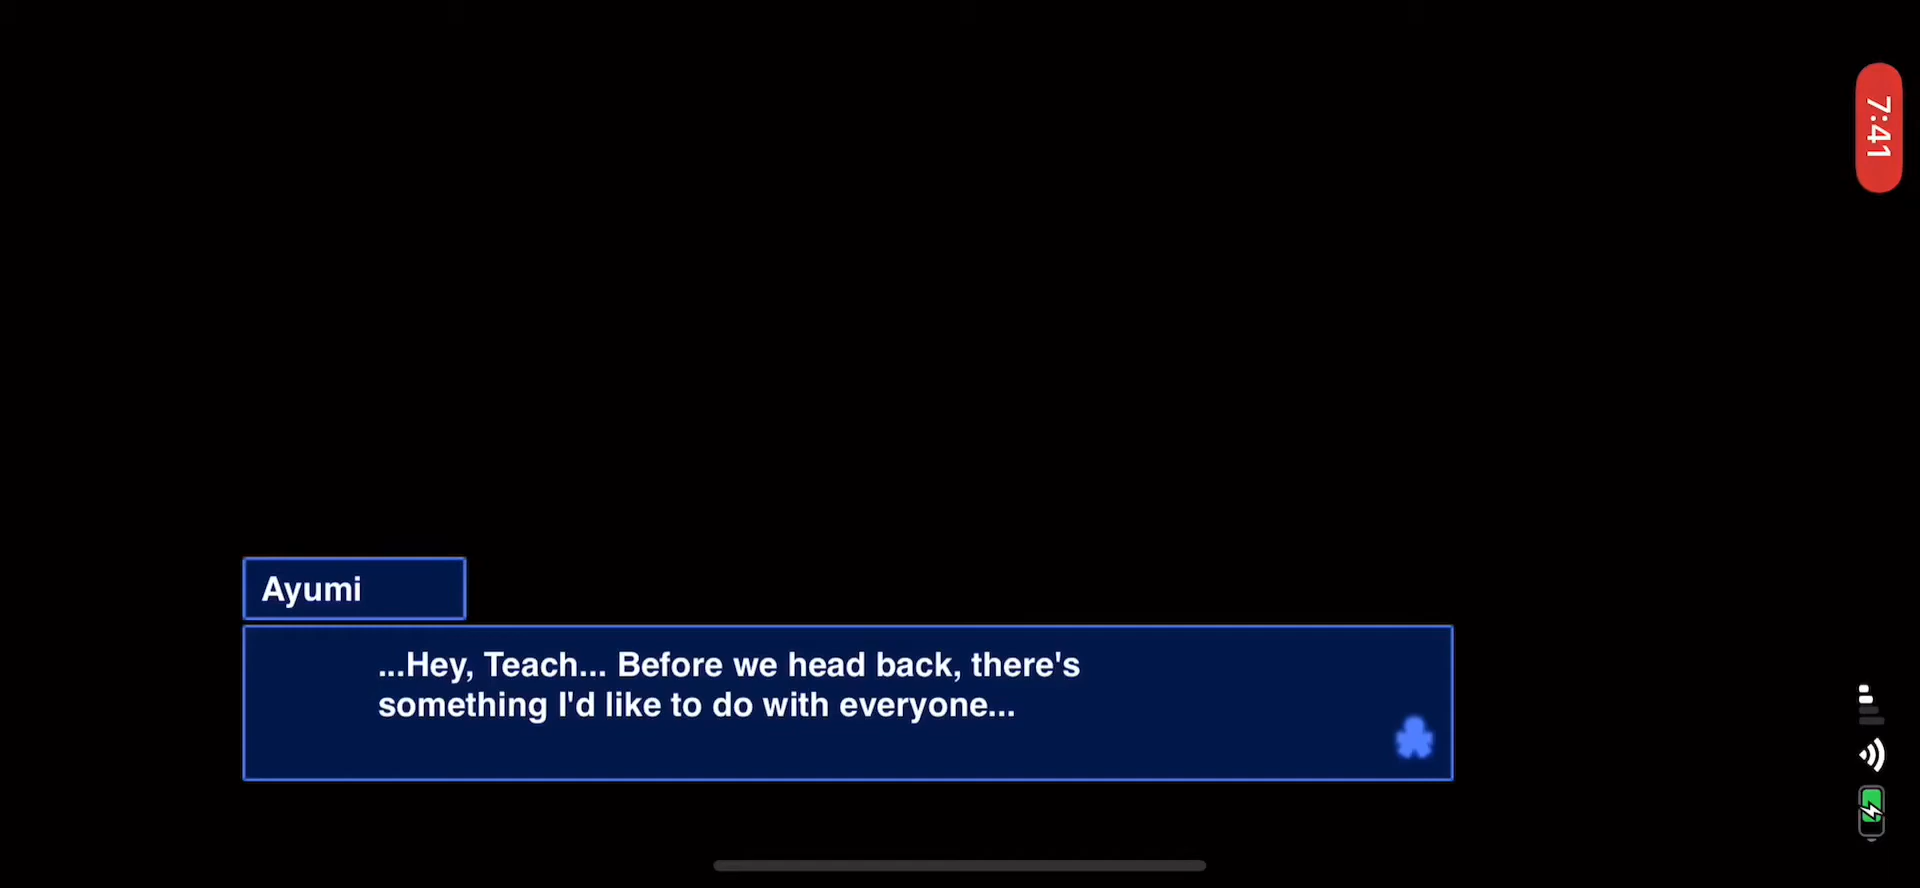 7:41
Ayumi
...Hey, Teach... Before we head back, there's
something I'd like to do with everyone...